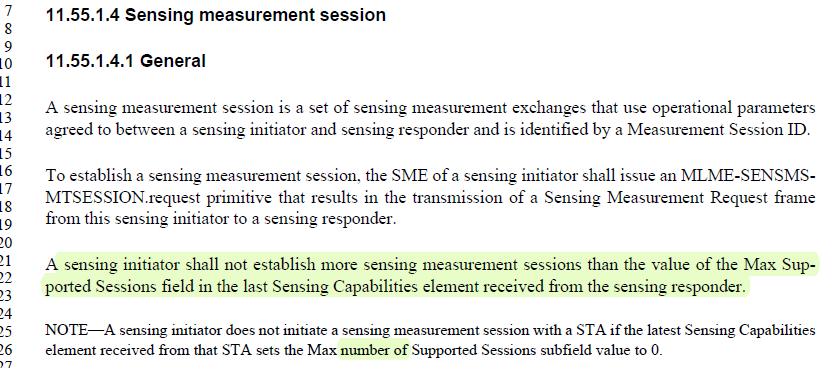 7
8
9
10
11
12
13
14
15
16
17
18
19
20
21
22
23
24
25
26
27
11.55.1.4 Sensing measurement session
11.55.1.4.1 General
A sensing measurement session is a set of sensing measurement exchanges that use operational parameters
agreed to between a sensing initiator and sensing responder and is identified by a Measurement Session ID.
To establish a sensing measurement session, the SME of a sensing initiator shall issue an MLME-SENSMS-
MTSESSION.request primitive that results in the transmission of a Sensing Measurement Request frame
from this sensing initiator to a sensing responder.
A sensing initiator shall not establish more sensing measurement sessions than the value of the Max Sup-
ported Sessions field in the last Sensing Capabilities element received from the sensing responder.
NOTE—A sensing initiator does not initiate a sensing measurement session with a STA if the latest Sensing Capabilities
element received from that STA sets the Max number of Supported Sessions subfield value to 0.